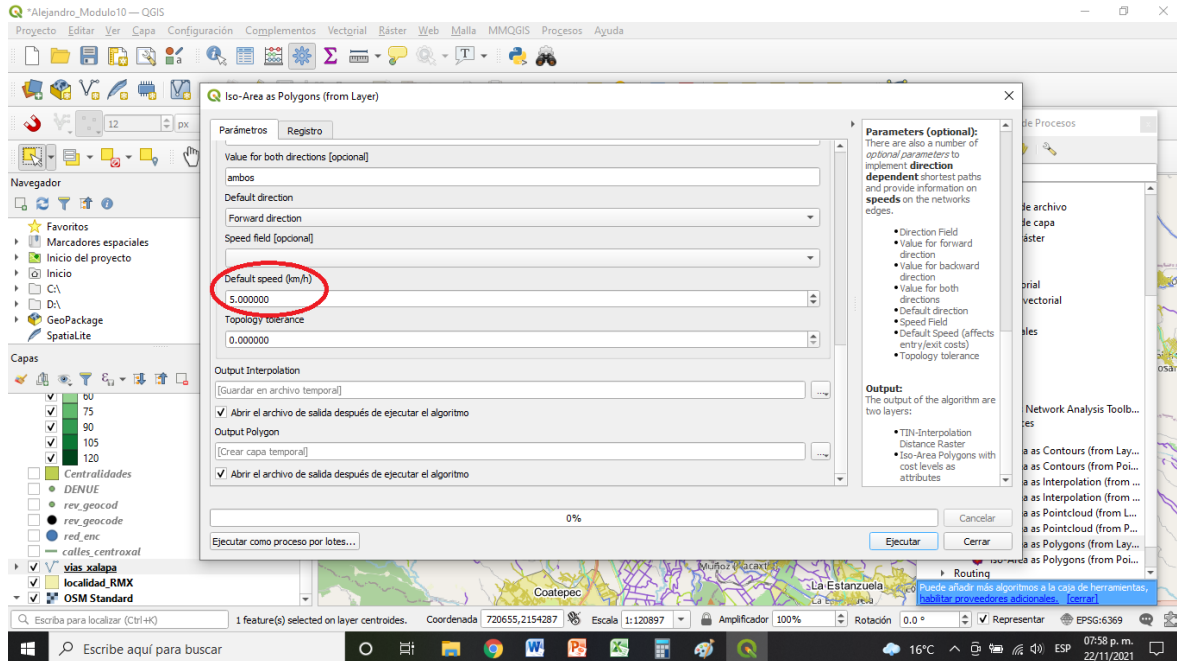 *Alejandro_Modulo10 — QGIS
Proyecto Editar Ver Capa Configuración Complementos Vectorial Ráster Web Malla MMQGIS Procesos Ayuda
12 px
Iso-Area as Polygons (from Layer)
Parámetros Registro
Value for both directions [opcional]
ambos
Default direction
Forward direction
Speed field [opcional]
Default speed (km/h)
5.000000
Topology tolerance
0.000000
Output Interpolation
[Guardar en archivo temporal]
Abrir el archivo de salida después de ejecutar el algoritmo
Output Polygon
[Crear capa temporal]
Abrir el archivo de salida después de ejecutar el algoritmo
0%
Cancelar
Ejecutar como proceso por lotes...
Ejecutar
Cerrar
Parameters (optional):
There are also a number of
optional parameters to
implement direction
dependent shortest paths
and provide information on
speeds on the networks
edges.
Direction Field
Value for forward
direction
Value for backward
direction
Value for both
directions
Default direction
Speed Field
Default Speed (affects
entry/exit costs)
Topology tolerance
Output:
The output of the algorithm are
two layers:
TIN-Interpolation
Distance Raster
Iso-Area Polygons with
cost levels as
attributes
Navegador
Favoritos
Marcadores espaciales
Inicio del proyecto
Inicio
C:\
D:\
GeoPackage
SpatiaLite
Capas
60
75
90
105
120
Centralidades
DENUE
rev_geocod
rev_geocode
red_enc
calles_centroxal
vias_xalapa
localidad_RMX
OSM Standard
de Procesos
de archivo
de capa
áster
orial
vectorial
ales
Network Analysis Toolb...
es
a as Contours (from Lay...
a as Contours (from Poi...
a as Interpolation (from ...
a as Interpolation (from ...
a as Pointcloud (from L...
a as Pointcloud (from P...
a as Polygons (from Lay...
Iso-Area as Polygons (from Poi...
Routing
Puede añadir más algoritmos a la caja de herramientas,
habilitar proveedores adicionales. [cerrar]
Coatepec
La Estanzuela
Escriba para localizar (Ctrl+K)
1 feature(s) selected on layer centroides.
Coordenada 720655,2154287
Escala 1:120897
Amplificador 100%
Rotación 0.0 °
Representar
EPSG:6369
Escribe aquí para buscar
16°C
ESP
07:58 p. m.
22/11/2021